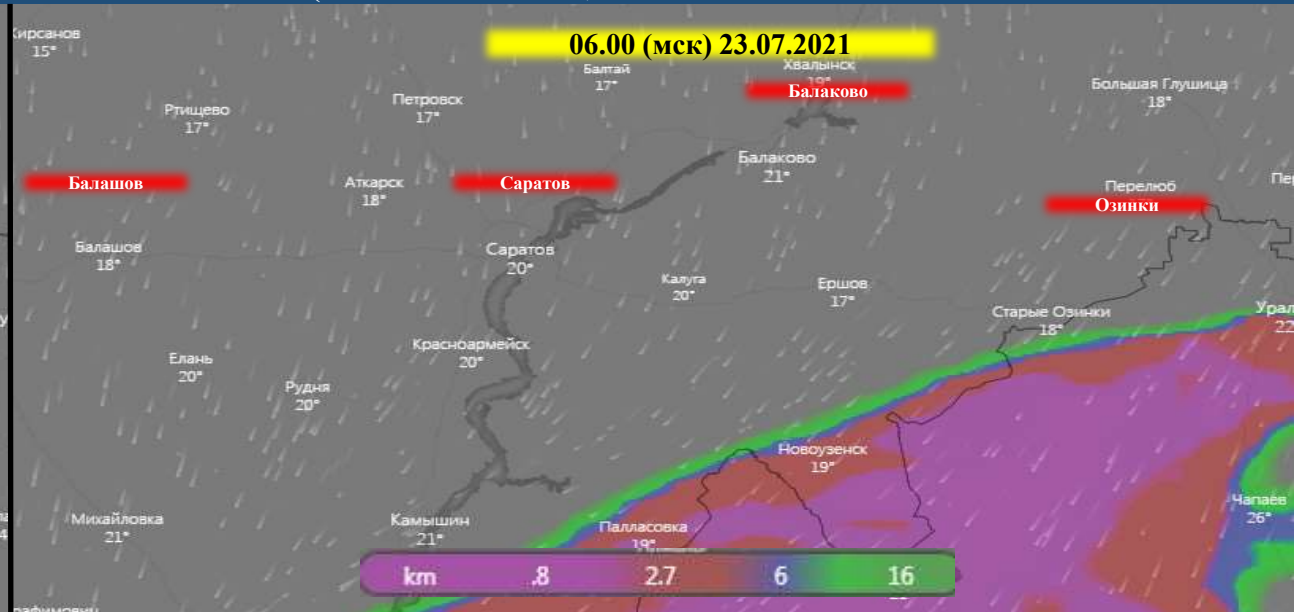 06.00 (мск) 23.07.2021
Кирсанов
15°
Балтай
17°
Хвалынск
19°
Балаково
Большая Глушица
18°
Петровск
17°
Ртищево
17°
Балаково
21°
Балашов
Аткарск
18°
Саратов
Перелюб
Озинки
Балашов
18°
Саратов
20°
Калуга
20°
Ершов
17°
Старые Озинки
18°
Урал
22
Красноармейск
20°
Елань
20°
Рудня
20°
Новоузенск
19°
Чапаев
26°
Михайловка
21°
Камышин
21°
Палласовка
19°
km .8 2.7 6 16